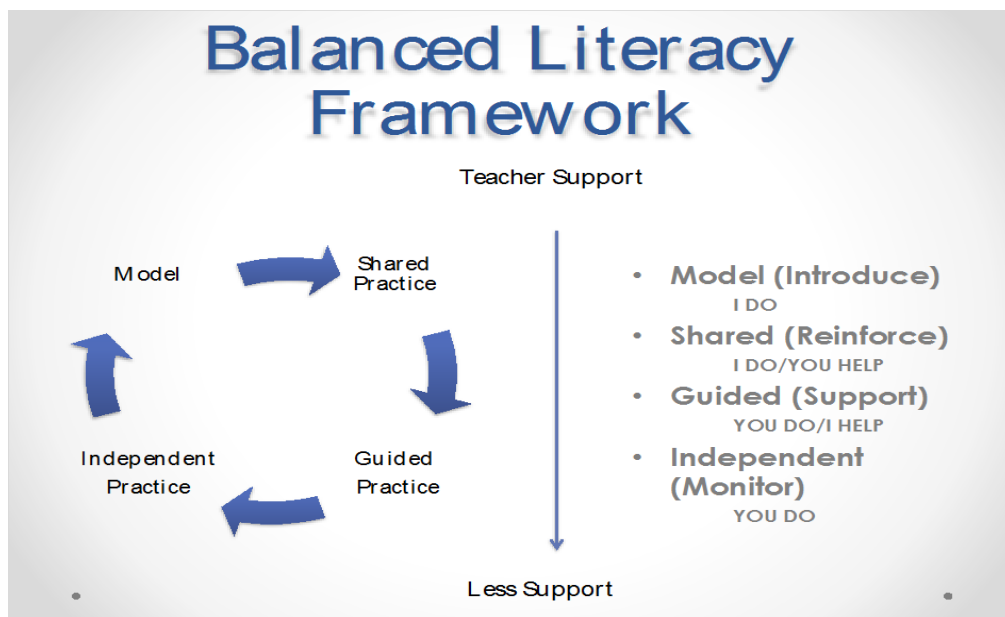 Balanced Literacy
Framework
Teacher Support
Model
Shared
Practice
Guided
Practice
Independent
Practice
• Model (Introduce)
I DO
• Shared (Reinforce)
I DO/YOU HELP
• Guided (Support)
YOU DO/I HELP
• Independent
(Monitor)
YOU DO
Less Support